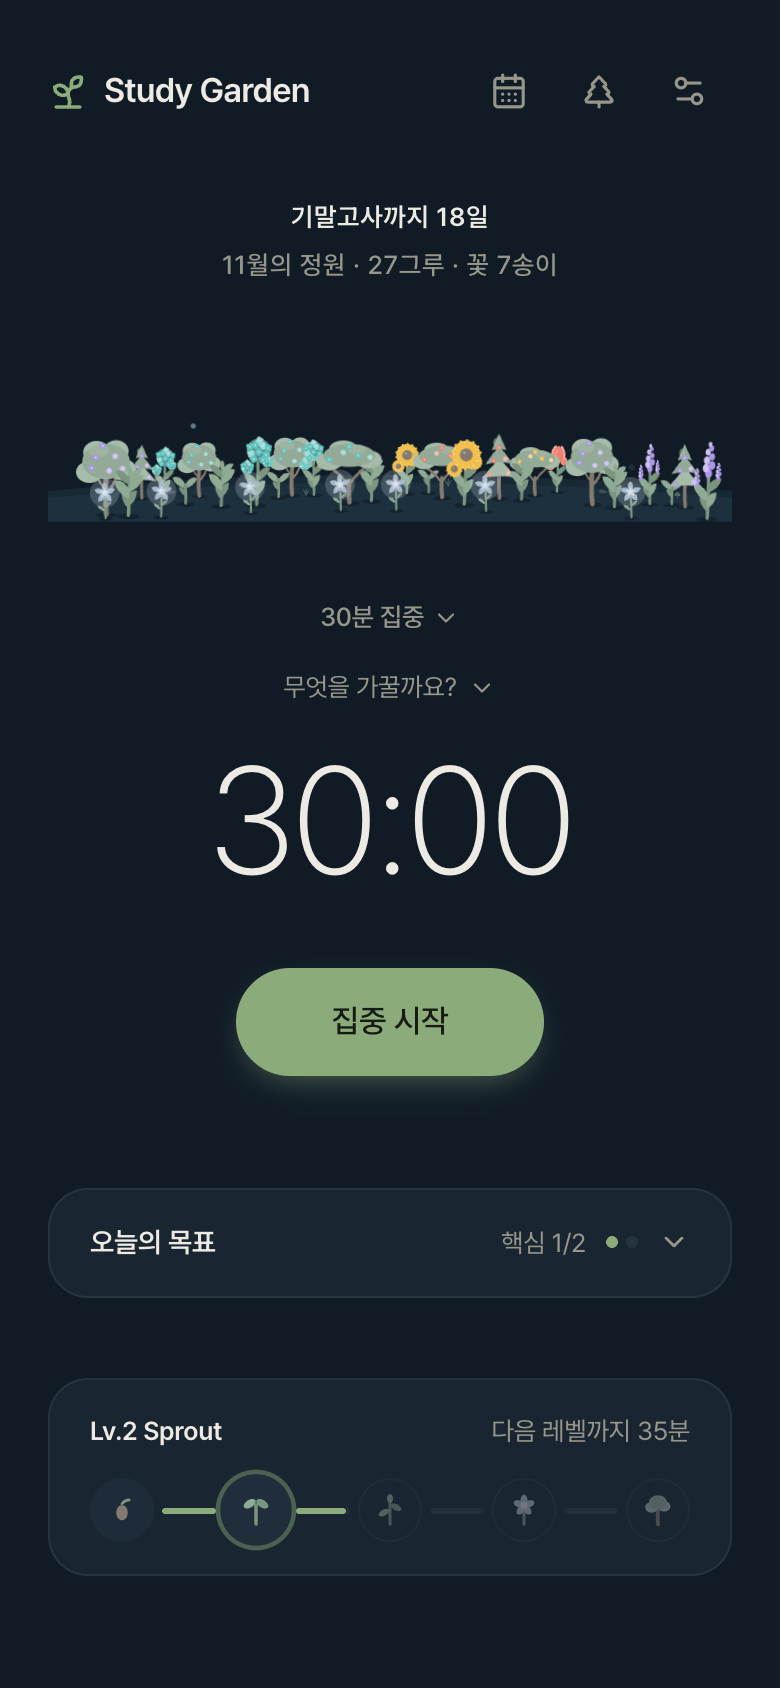 Study Garden
기말고사까지 18일
11월의 정원 · 27그루 · 꽃 7송이
30분 집중
무엇을 가꿀까요?
30:00
집중 시작
오늘의 목표 핵심 1/2
Lv.2 Sprout 다음 레벨까지 35분